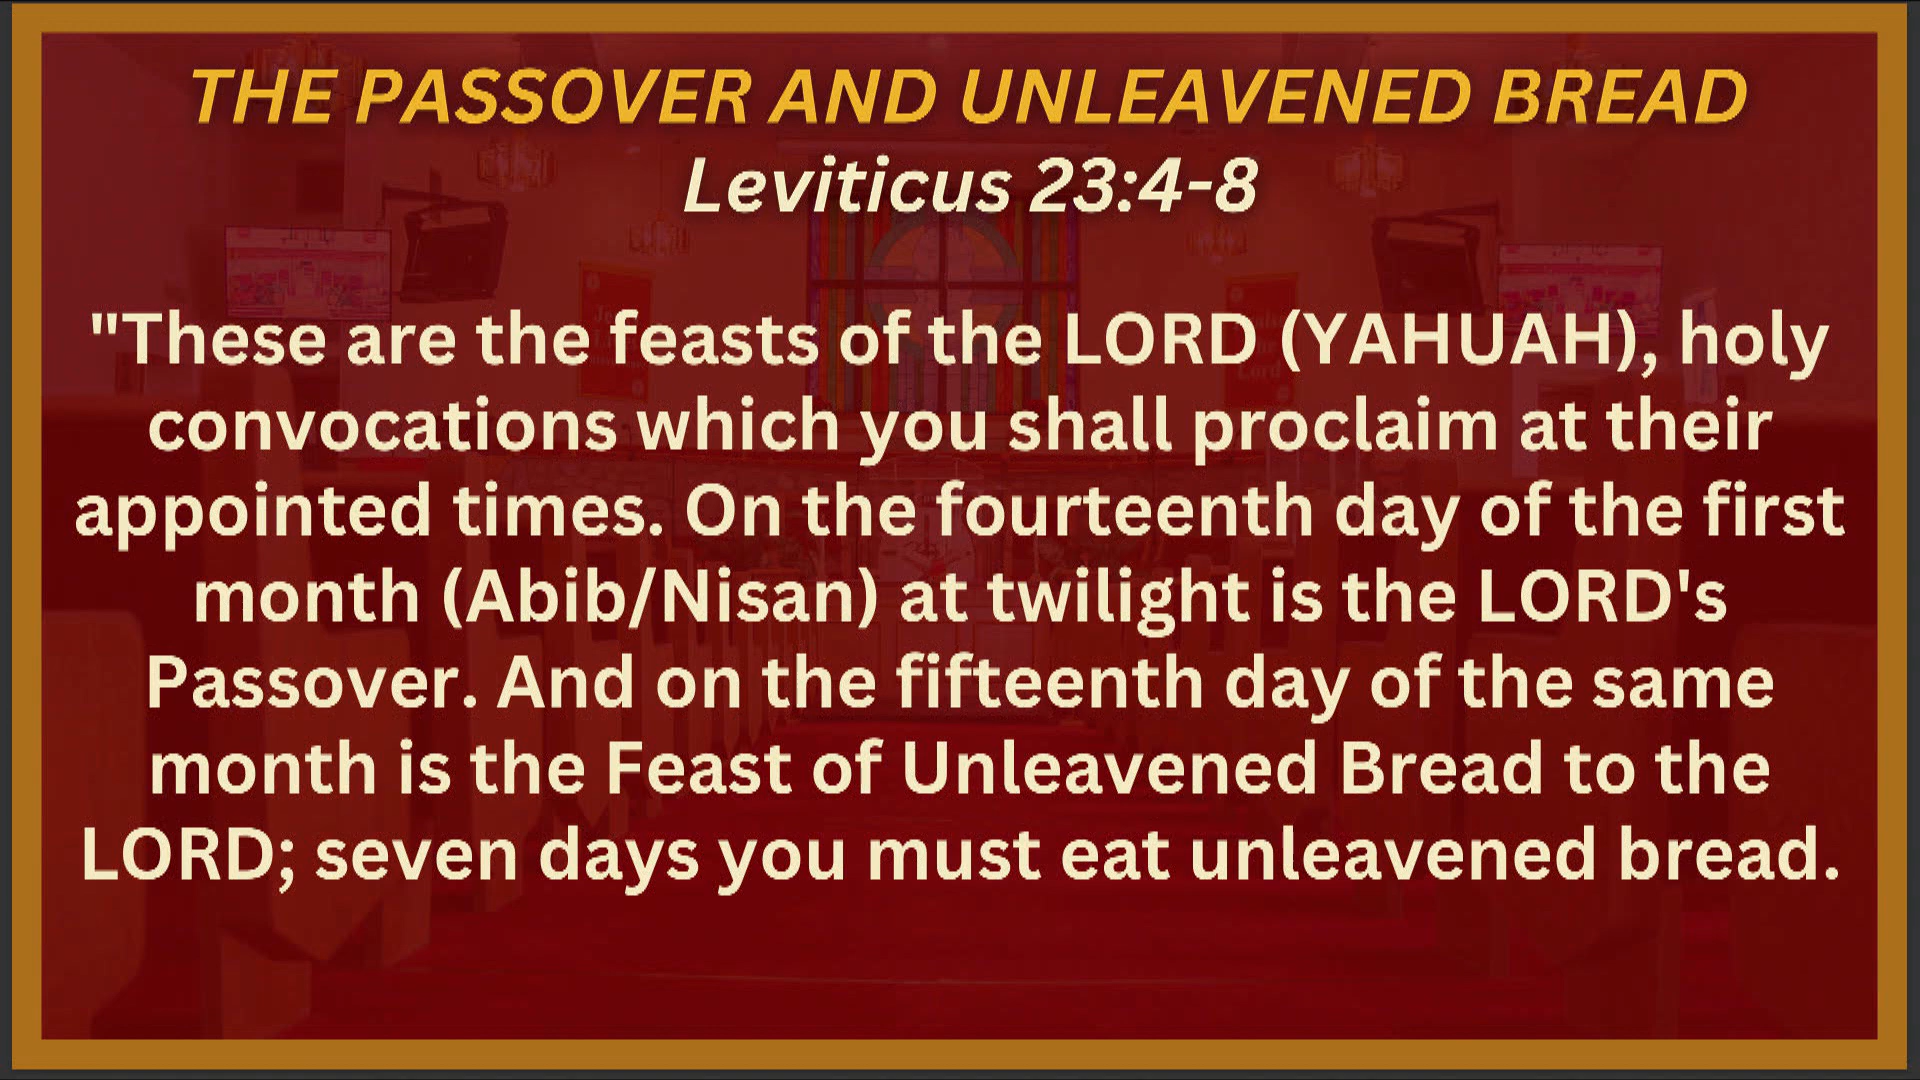 THE PASSOVER AND UNLEAVENED BREAD
Leviticus 23:4-8
"These are the feasts of the LORD (YAHUAH), holy
convocations which you shall proclaim at their
appointed times. On the fourteenth day of the first
month (Abib/Nisan) at twilight is the LORD's
Passover. And on the fifteenth day of the same
month is the Feast of Unleavened Bread to the
LORD; seven days you must eat unleavened bread.